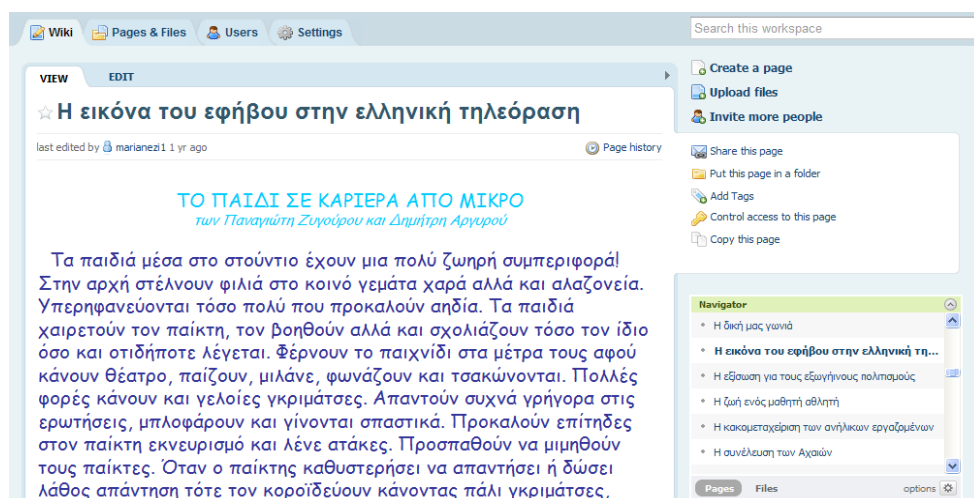 Wiki
Pages & Files
Users
Settings
Search this workspace
VIEW
EDIT
Η εικόνα του εφήβου στην ελληνική τηλεόραση
last edited by marianezi1 1 yr ago
Page history
ΤΟ ΠΑΙΔΙ ΣΕ ΚΑΡΙΕΡΑ ΑΠΟ ΜΙΚΡΟ
των Παναγιώτη Ζυγούρου και Δημήτρη Αργυρού
Τα παιδιά μέσα στο στούντιο έχουν μια πολύ ζωηρή συμπεριφορά!
Στην αρχή στέλνουν φιλιά στο κοινό γεμάτα χαρά αλλά και αλαζονεία.
Υπερηφανεύονται τόσο πολύ που προκαλούν αηδία. Τα παιδιά
χαιρετούν τον παίκτη, τον βοηθούν αλλά και σχολιάζουν τόσο τον ίδιο
όσο και οτιδήποτε λέγεται. Φέρνουν το παιχνίδι στα μέτρα τους αφού
κάνουν θέατρο, παίζουν, μιλάνε, φωνάζουν και τσακώνονται. Πολλές
φορές κάνουν και γελοίες γκριμάτσες. Απαντούν συχνά γρήγορα στις
ερωτήσεις, μπλοφάρουν και γίνονται σπαστικά. Προκαλούν επίτηδες
στον παίκτη εκνευρισμό και λένε ατάκες. Προσπαθούν να μιμηθούν
τους παίκτες. Όταν ο παίκτης καθυστερήσει να απαντήσει ή δώσει
λάθος απάντηση τότε τον κοροϊδεύουν κάνοντας πάλι γκριμάτσες,
Create a page
Upload files
Invite more people
Share this page
Put this page in a folder
Add Tags
Control access to this page
Copy this page
Navigator
Η δική μας γωνιά
Η εικόνα του εφήβου στην ελληνική τη...
Η εξίσωση για τους εξωγήινους πολιτισμούς
Η ζωή ενός μαθητή αθλητή
Η κακομεταχείριση των ανήλικων εργαζομένων
Η συνέλευση των Αχαιών
Pages
Files
options